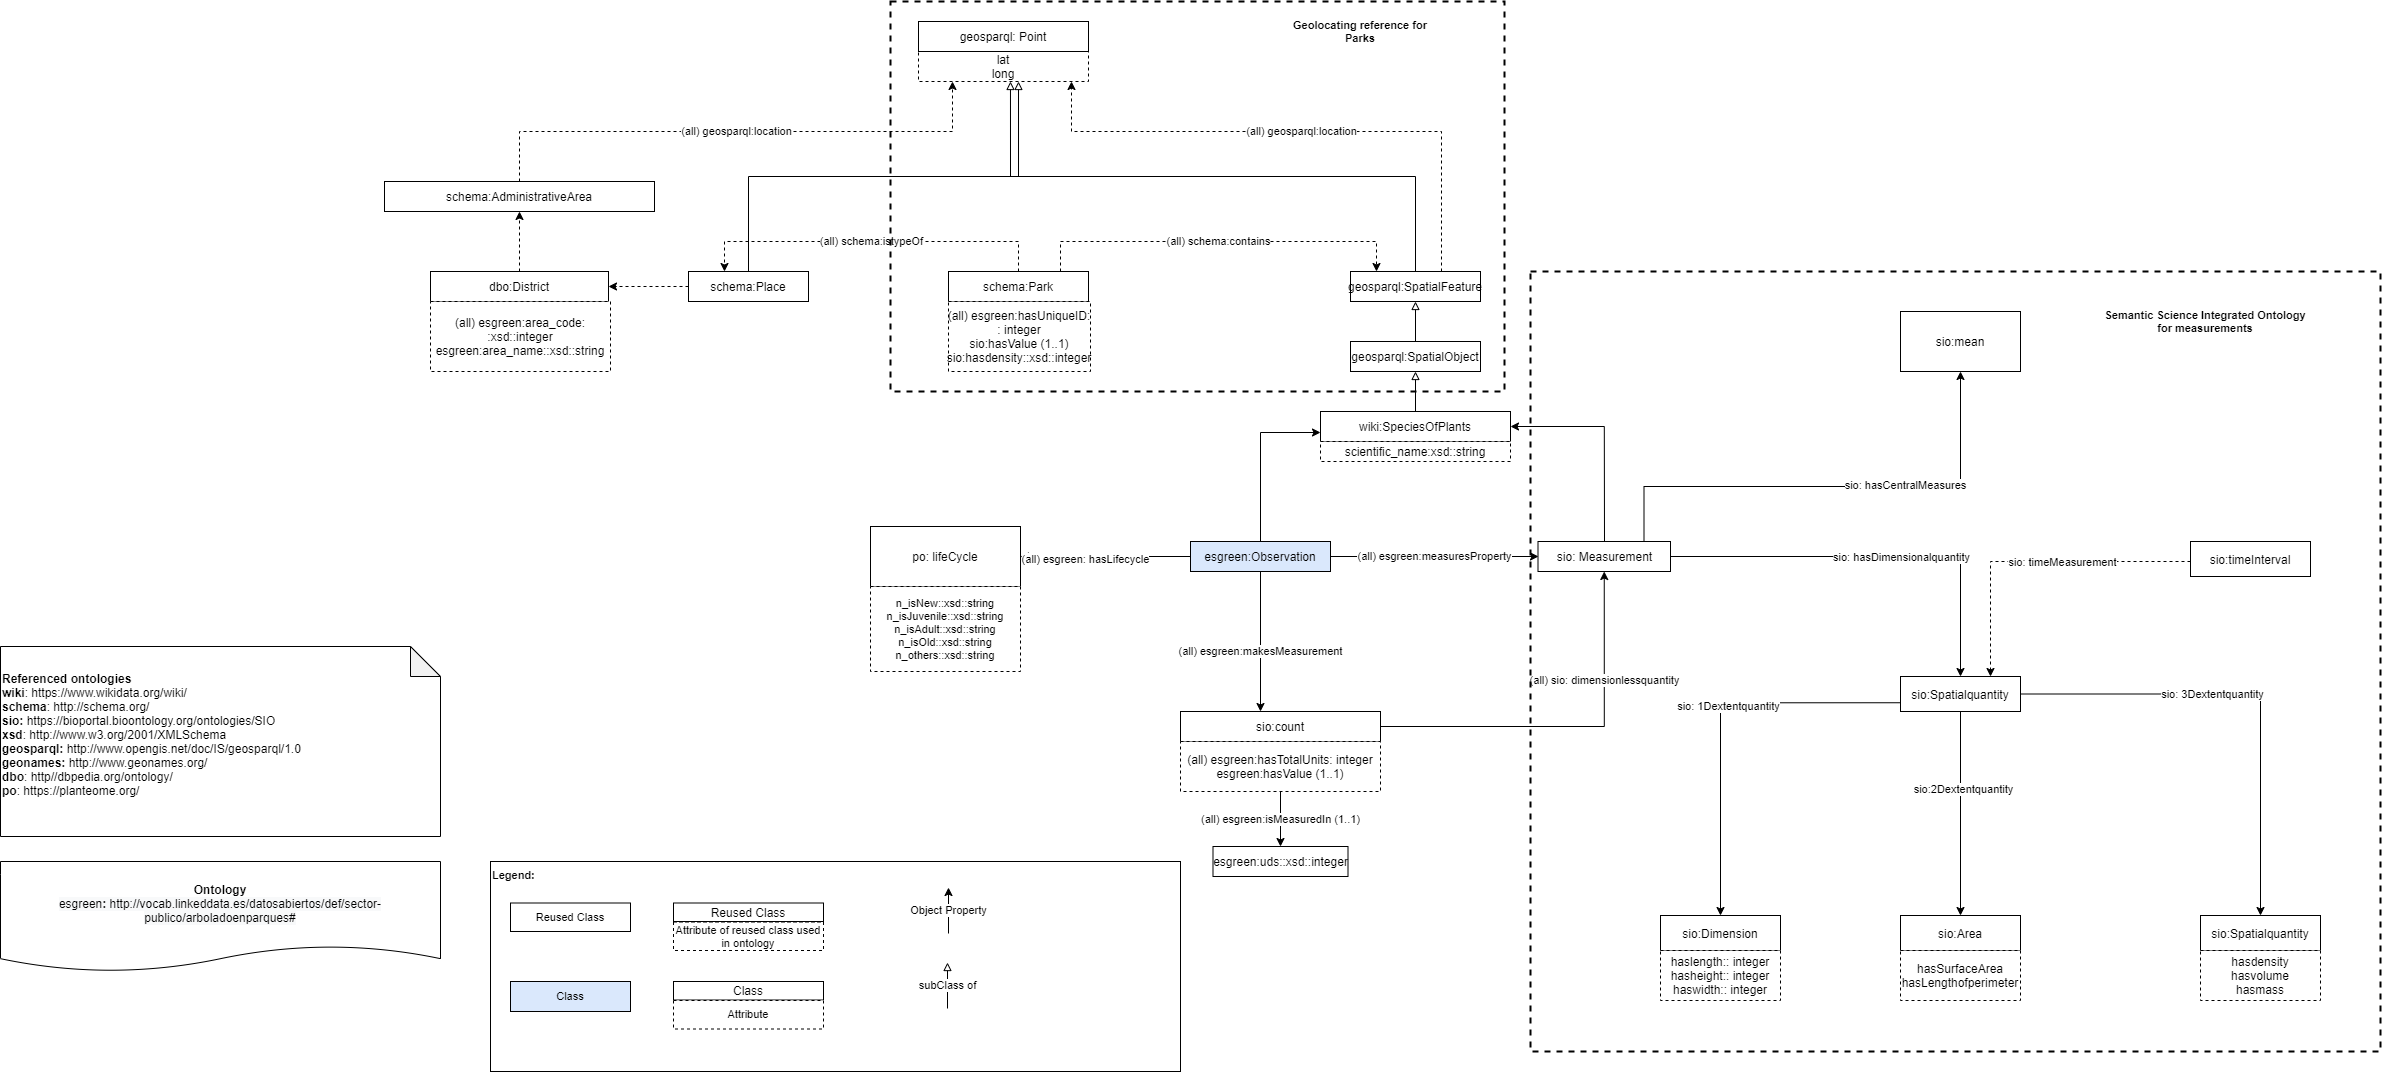 Geolocating reference for
Parks
geosparql: Point
lat
long
(all) geosparql:location
(all) geosparql:location
schema:AdministrativeArea
(all) schema:istypeOf
(all) schema:contains
dbo:District
(all) esgreen:area_code:
:xsd::integer
esgreen:area_name::xsd::string
schema:Place
schema:Park
(all) esgreen:hasUniqueID:
: integer
sio:hasValue (1..1)
sio:hasdensity::xsd::integer
geosparql:SpatialFeature
geosparql:SpatialObject
wiki:SpeciesOfPlants
scientific_name:xsd::string
Semantic Science Integrated Ontology
for measurements
sio:mean
sio: hasCentralMeasures
po: lifeCycle
n_isNew::xsd::string
n_isJuvenile::xsd::string
n_isAdult::xsd::string
n_isOld::xsd::string
n_others::xsd::string
(all) esgreen: hasLifecycle
esgreen:Observation
(all) esgreen:measuresProperty
sio: Measurement
sio: hasDimensionalquantity
sio: timeMeasurement
sio:timeInterval
(all) esgreen:makesMeasurement
(all) sio: dimensionlessquantity
sio:count
(all) esgreen:hasTotalUnits: integer
esgreen:hasValue (1..1)
(all) esgreen:isMeasuredIn (1..1)
esgreen:uds::xsd::integer
sio:Spatialquantity
sio: 1Dextentquantity
sio: 3Dextentquantity
sio:2Dextentquantity
sio:Dimension
haslength:: integer
hasheight:: integer
haswidth:: integer
sio:Area
hasSurfaceArea
hasLengthofperimeter
sio:Spatialquantity
hasdensity
hasvolume
hasmass
Referenced ontologies
wiki: https://www.wikidata.org/wiki/
schema: http://schema.org/
sio: https://bioportal.bioontology.org/ontologies/SIO
xsd: http://www.w3.org/2001/XMLSchema
geosparql: http://www.opengis.net/doc/IS/geosparql/1.0
geonames: http://www.geonames.org/
dbo: http//dbpedia.org/ontology/
po: https://planteome.org/
Ontology
esgreen: http://vocab.linkeddata.es/datosabiertos/def/sector-
publico/arboladoenparques#
Legend:
Reused Class
Reused Class
Attribute of reused class used
in ontology
Object Property
Class
Class
Attribute
subClass of